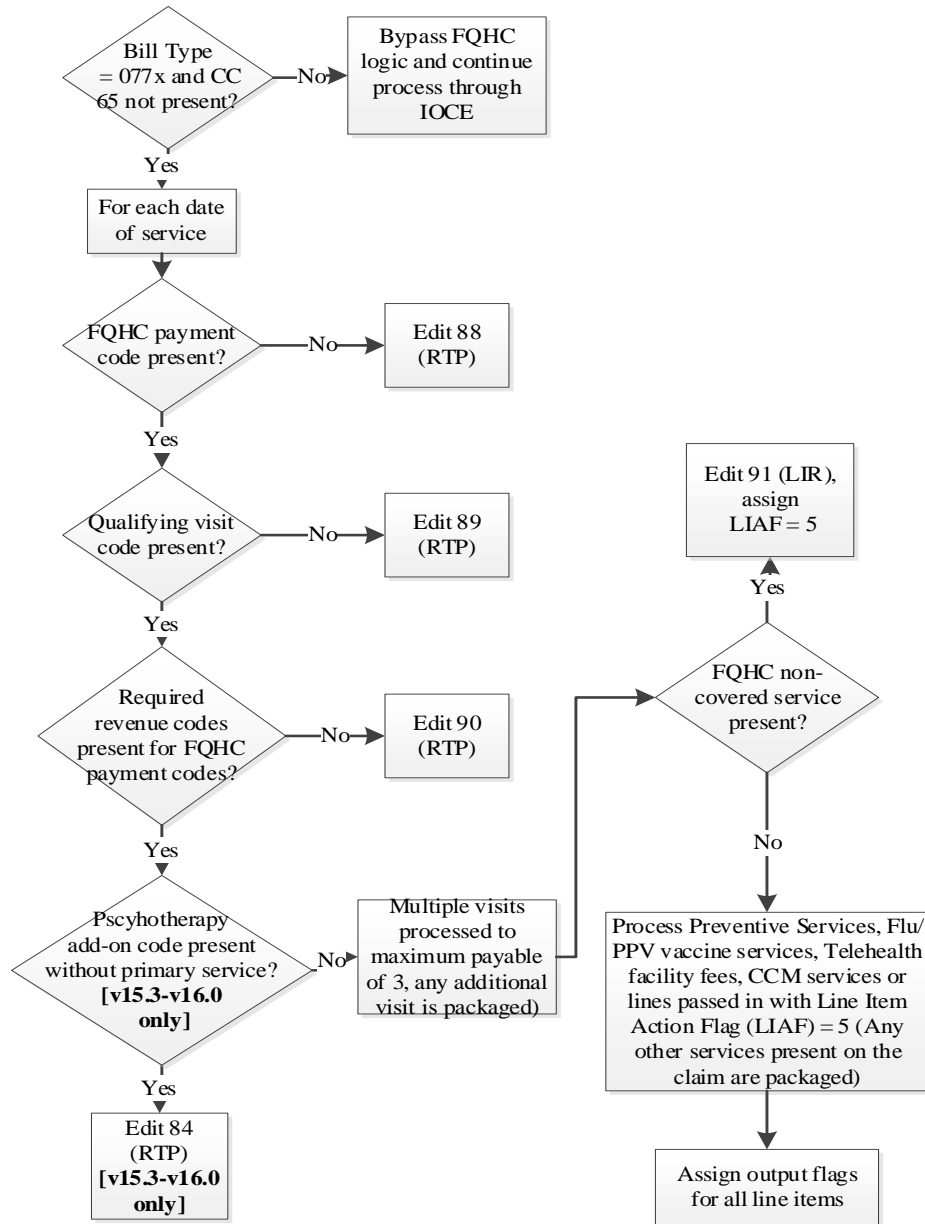 Bill Type
= 077x and CC
65 not present?
No
Bypass FQHC
logic and continue
process through
IOCE
Yes
For each date
of service
FQHC payment
code present?
No
Edit 88
(RTP)
Yes
Qualifying visit
code present?
No
Edit 89
(RTP)
Yes
Required
revenue codes
present for FQHC
payment codes?
No
Edit 90
(RTP)
Yes
Pscyhotherapy
add-on code present
without primary service?
[v15.3-v16.0
only]
No
Multiple visits
processed to
maximum payable
of 3, any additional
visit is packaged)
Yes
Edit 84
(RTP)
[v15.3-v16.0
only]
Edit 91 (LIR),
assign
LIAF = 5
Yes
FQHC non-
covered service
present?
No
Process Preventive Services, Flu/
PPV vaccine services, Telehealth
facility fees, CCM services or
lines passed in with Line Item
Action Flag (LIAF) = 5 (Any
other services present on the
claim are packaged)
Assign output flags
for all line items